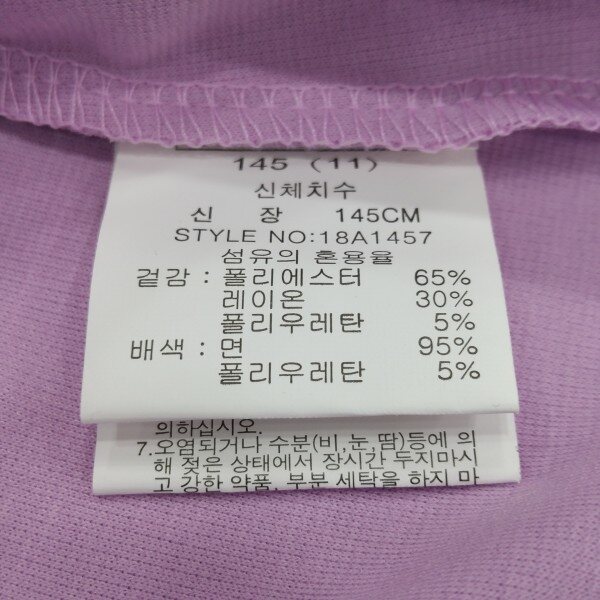 145 (11)
신체치수
신 장 145CM
STYLE NO:18A1457
섬유의 혼용율
겉감 : 폴리에스터 65%
레이온 30%
폴리우레탄 5%
배색 : 면 95%
폴리우레탄 5%
의하십시오.
7.오염되거나 수분(비,눈 땀)등에 의
해 젖은 상태에서 장시간 두지마시
고 강한 약품, 부분 세탁을 하지 마